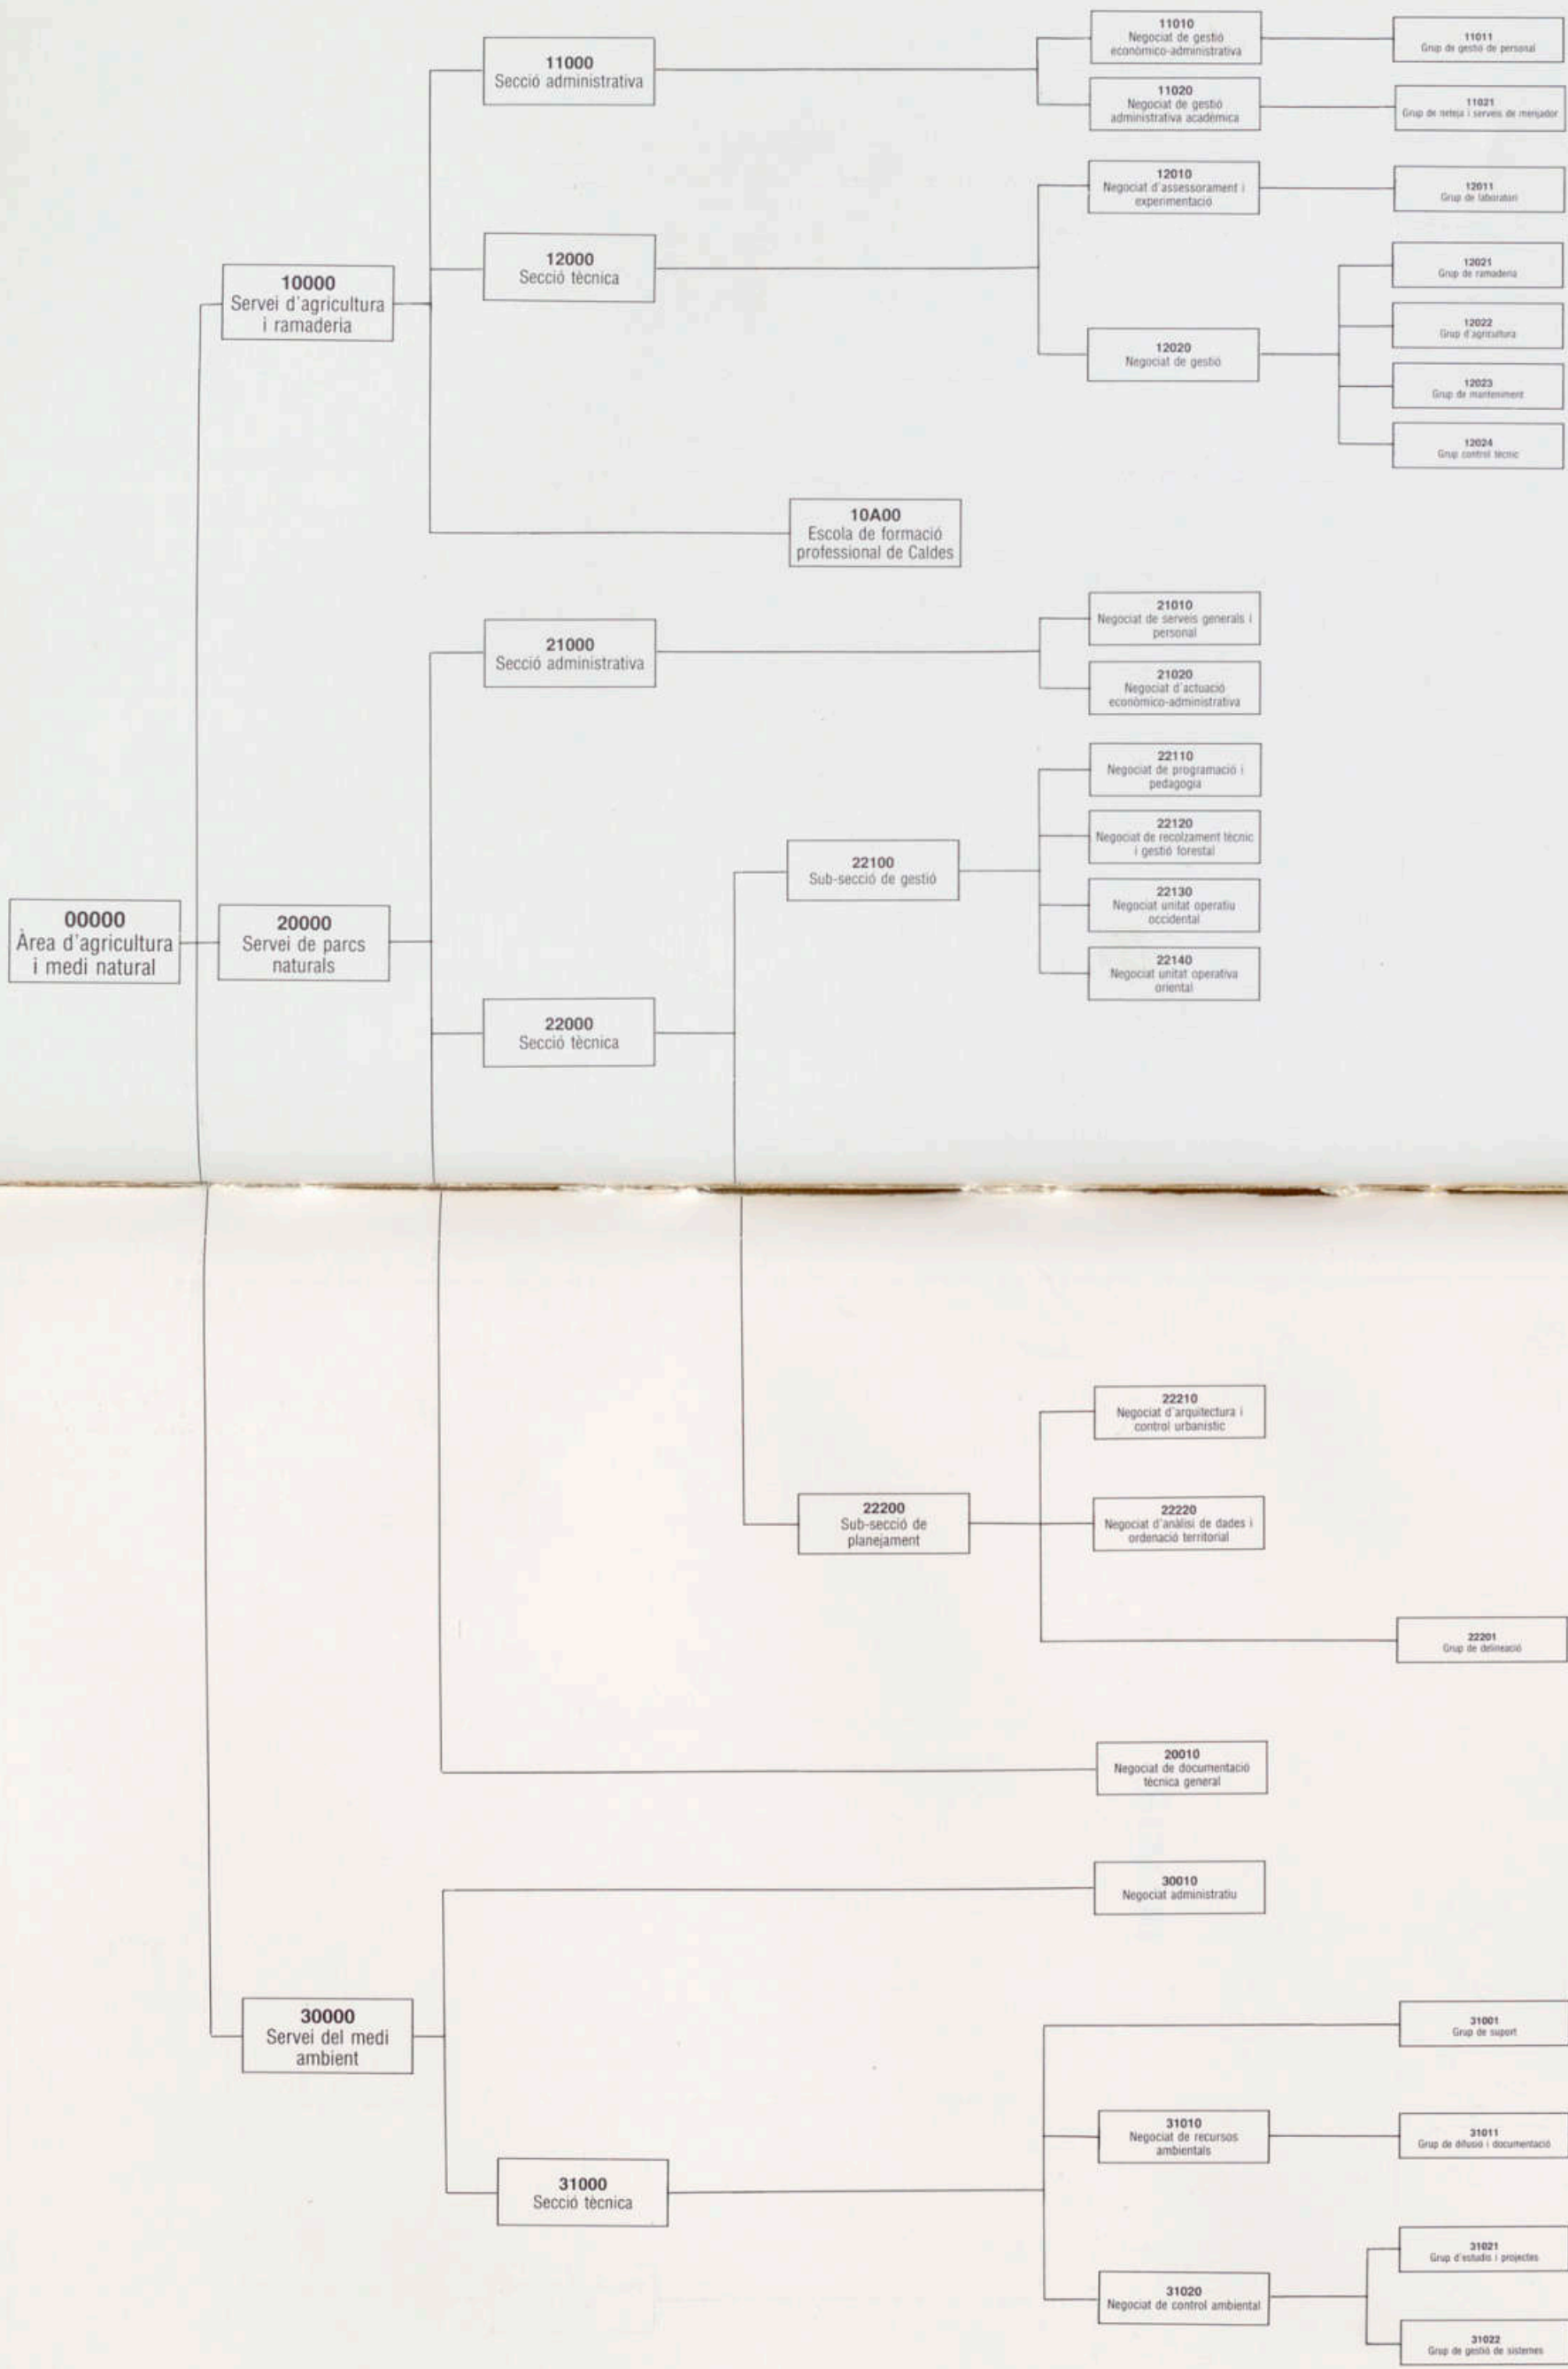 00000
Àrea d'agricultura
i medi natural
10000
Servei d'agricultura
i ramaderia
11000
Secció administrativa
11010
Negociat de gestió
econòmico-administrativa
11011
Grup de gestió de personal
11020
Negociat de gestió
administrativa acadèmica
11021
Grup de neteja i serveis de menjador
12000
Secció tècnica
12010
Negociat d'assessorament i
experimentació
12011
Grup de laboratori
12020
Negociat de gestió
12021
Grup de ramaderia
12022
Grup d'agricultura
12023
Grup de manteniment
12024
Grup control tècnic
10A00
Escola de formació
professional de Caldes
20000
Servei de parcs
naturals
21000
Secció administrativa
21010
Negociat de serveis generals i
personal
21020
Negociat d'actuació
econòmico-administrativa
22000
Secció tècnica
22100
Sub-secció de gestió
22110
Negociat de programació i
pedagogia
22120
Negociat de recolzament tècnic
i gestió forestal
22130
Negociat unitat operatiu
occidental
22140
Negociat unitat operativa
oriental
22200
Sub-secció de
planejament
22210
Negociat d'arquitectura i
control urbanístic
22220
Negociat d'anàlisi de dades i
ordenació territorial
22201
Grup de delineació
20010
Negociat de documentació
tècnica general
30000
Servei del medi
ambient
30010
Negociat administratiu
31000
Secció tècnica
31001
Grup de suport
31010
Negociat de recursos
ambientals
31011
Grup de difusió i documentació
31020
Negociat de control ambiental
31021
Grup d'estudis i projectes
31022
Grup de gestió de sistemes